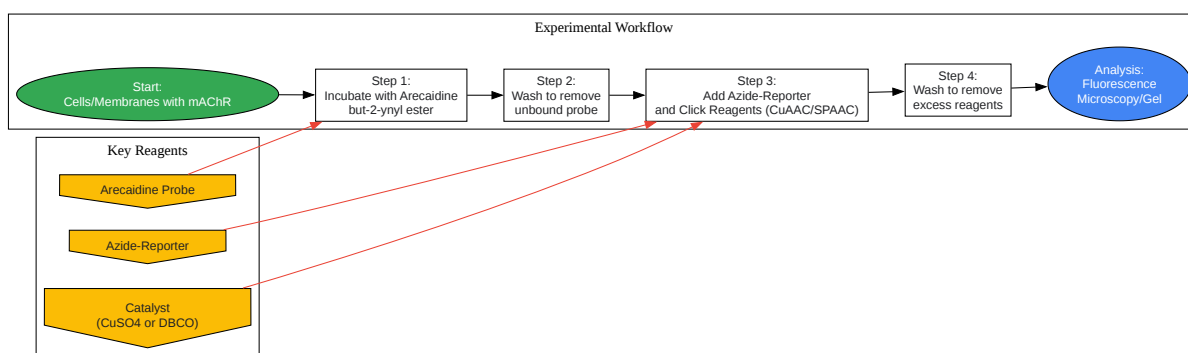 Experimental Workflow
Start:
Cells/Membranes with mAChR
Step 1:
Incubate with Arecaidine
but-2-ynyl ester
Step 2:
Wash to remove
unbound probe
Step 3:
Add Azide-Reporter
and Click Reagents (CuAAC/SPAAC)
Step 4:
Wash to remove
excess reagents
Analysis:
Fluorescence
Microscopy/Gel
Key Reagents
Arecaidine Probe
Azide-Reporter
Catalyst
(CuSO4 or DBCO)